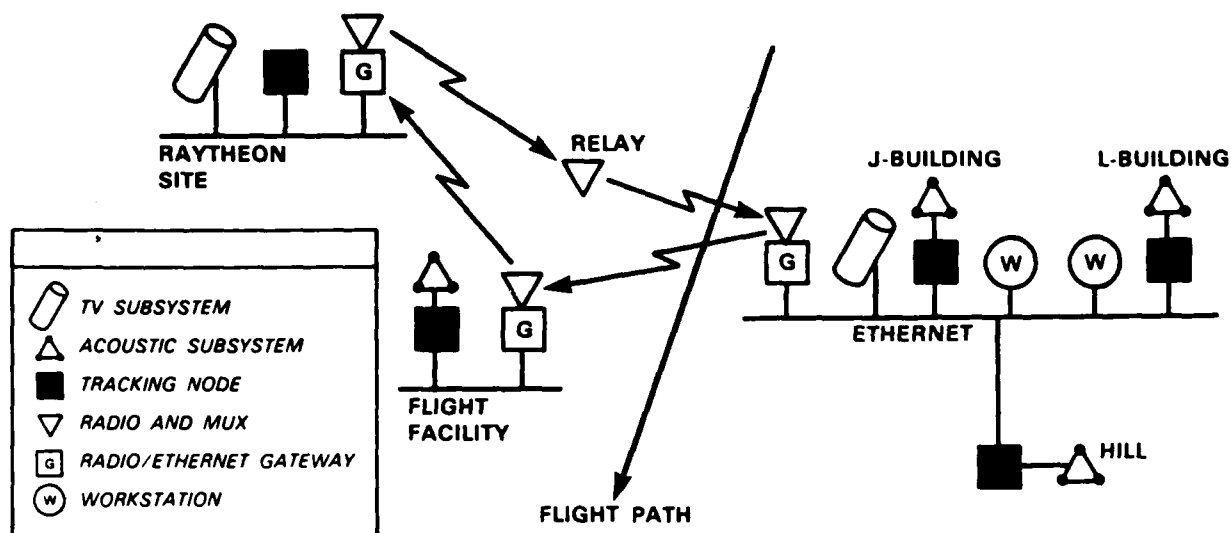 G
RAYTHEON
SITE
RELAY
J-BUILDING
L-BUILDING
G
W
W
ETHERNET
G
FLIGHT
FACILITY
HILL
FLIGHT PATH
TV SUBSYSTEM
ACOUSTIC SUBSYSTEM
TRACKING NODE
RADIO AND MUX
G
RADIO/ETHERNET GATEWAY
W
WORKSTATION